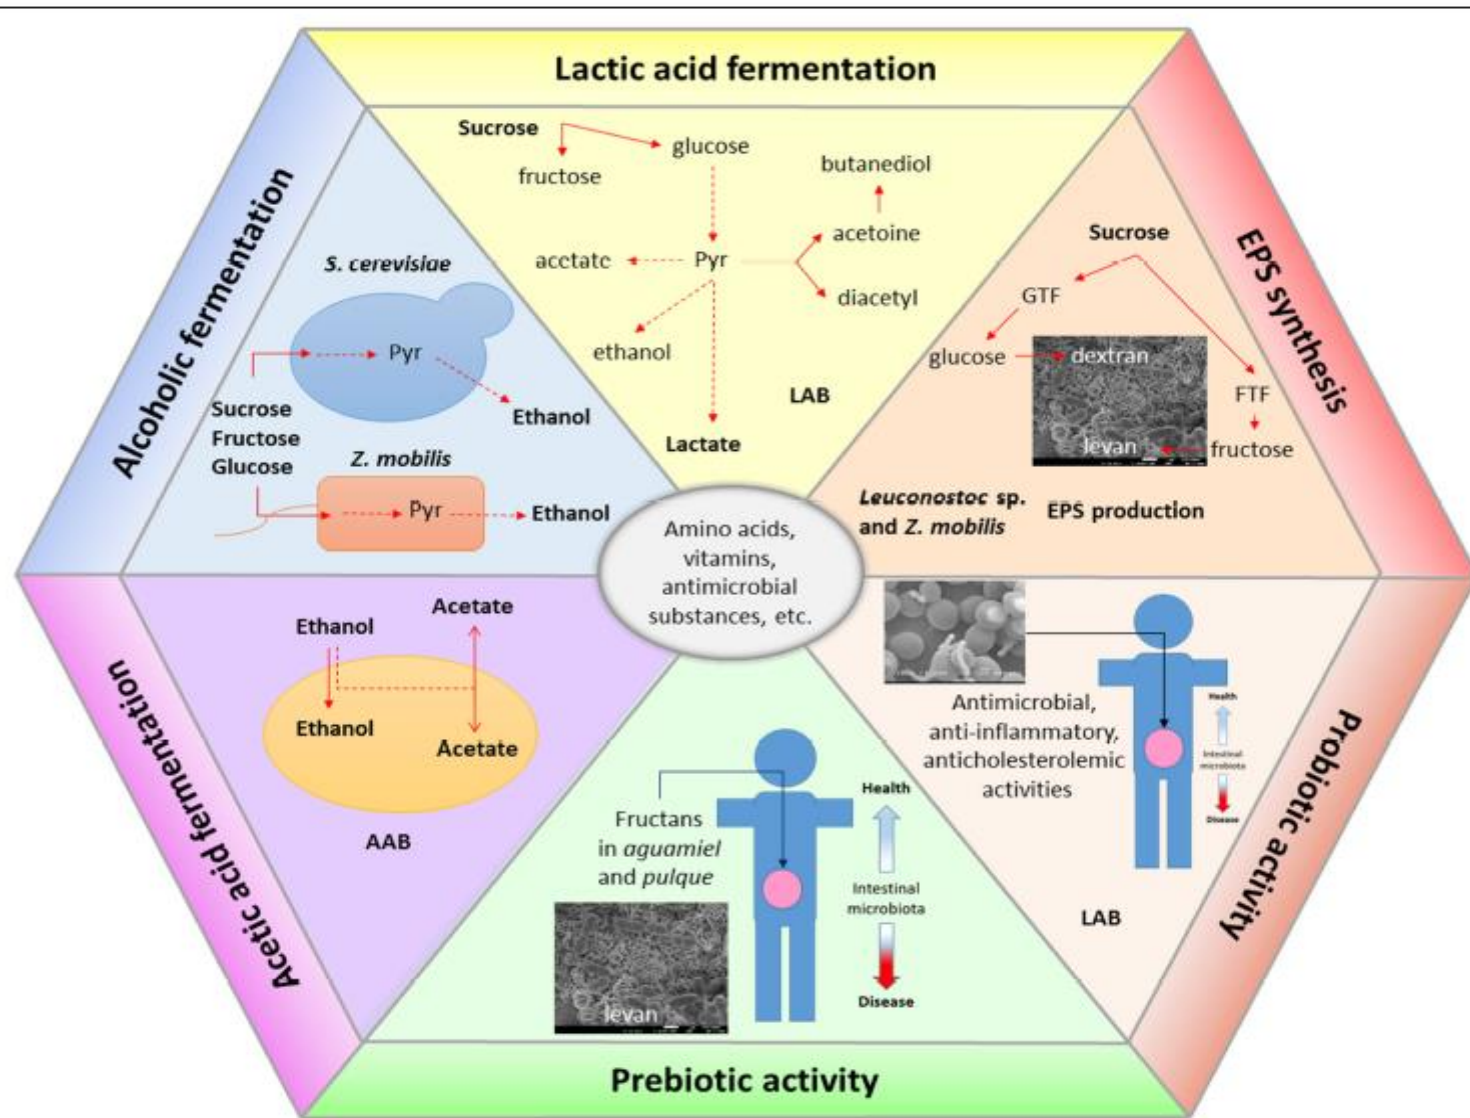 Lactic acid fermentation
Sucrose
glucose
fructose
butanediol
acetate
Pyr
acetoine
diacetyl
ethanol
LAB
Lactate
EPS synthesis
Sucrose
GTF
glucose
dextran
FTF
levan
fructose
Leuconostoc sp.
and Z. mobilis
EPS production
Alcoholic fermentation
S. cerevisiae
Pyr
Ethanol
Sucrose
Fructose
Glucose
Z. mobilis
Pyr
Ethanol
Amino acids,
vitamins,
antimicrobial
substances, etc.
Acetic acid fermentation
Acetate
Ethanol
Ethanol
Acetate
AAB
Probiotic activity
Antimicrobial,
anti-inflammatory,
anticholesterolemic
activities
Health
Intestinal
microbiota
Disease
LAB
Fructans
in aguamiel
and pulque
Health
Intestinal
microbiota
Disease
levan
Prebiotic activity